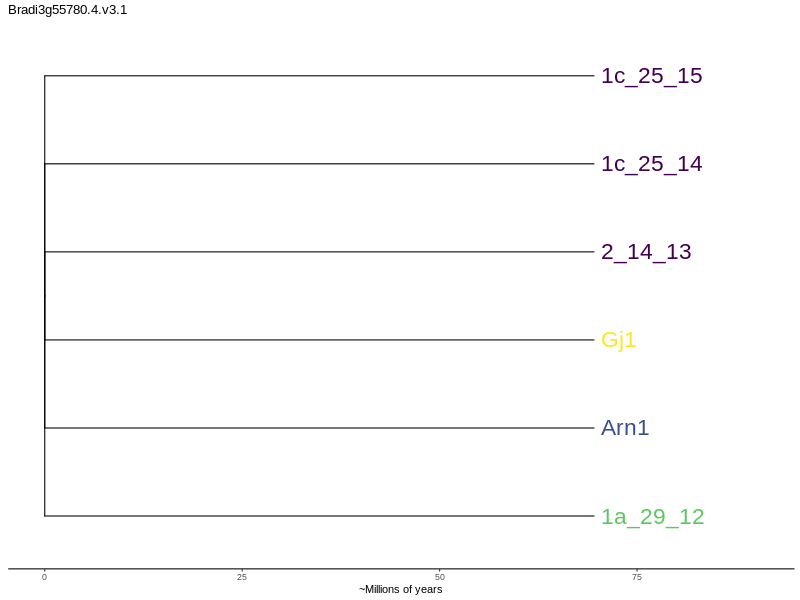 Bradi3g55780.4.v3.1
1c_25_15
1c_25_14
2_14_13
Gj1
Arn1
1a_29_12
0 25 50 75
~Millions of years